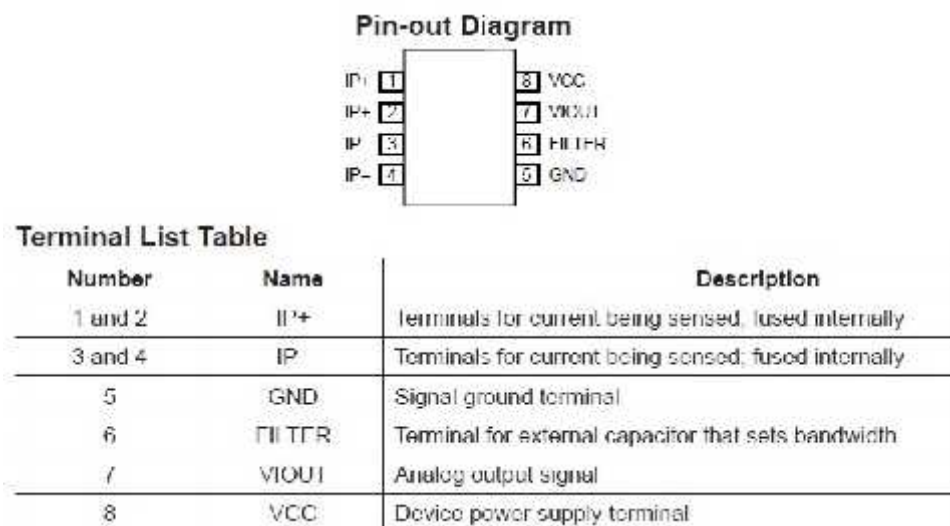 Pin-out Diagram
IP+ 1 8 VCC
IP+ 2 7 VIOUT
IP– 3 6 FILTER
IP– 4 5 GND
Terminal List Table
Number Name Description
1 and 2 IP+ Terminals for current being sensed; fused internally
3 and 4 IP– Terminals for current being sensed; fused internally
5 GND Signal ground terminal
6 FILTER Terminal for external capacitor that sets bandwidth
7 VIOUT Analog output signal
8 VCC Device power supply terminal